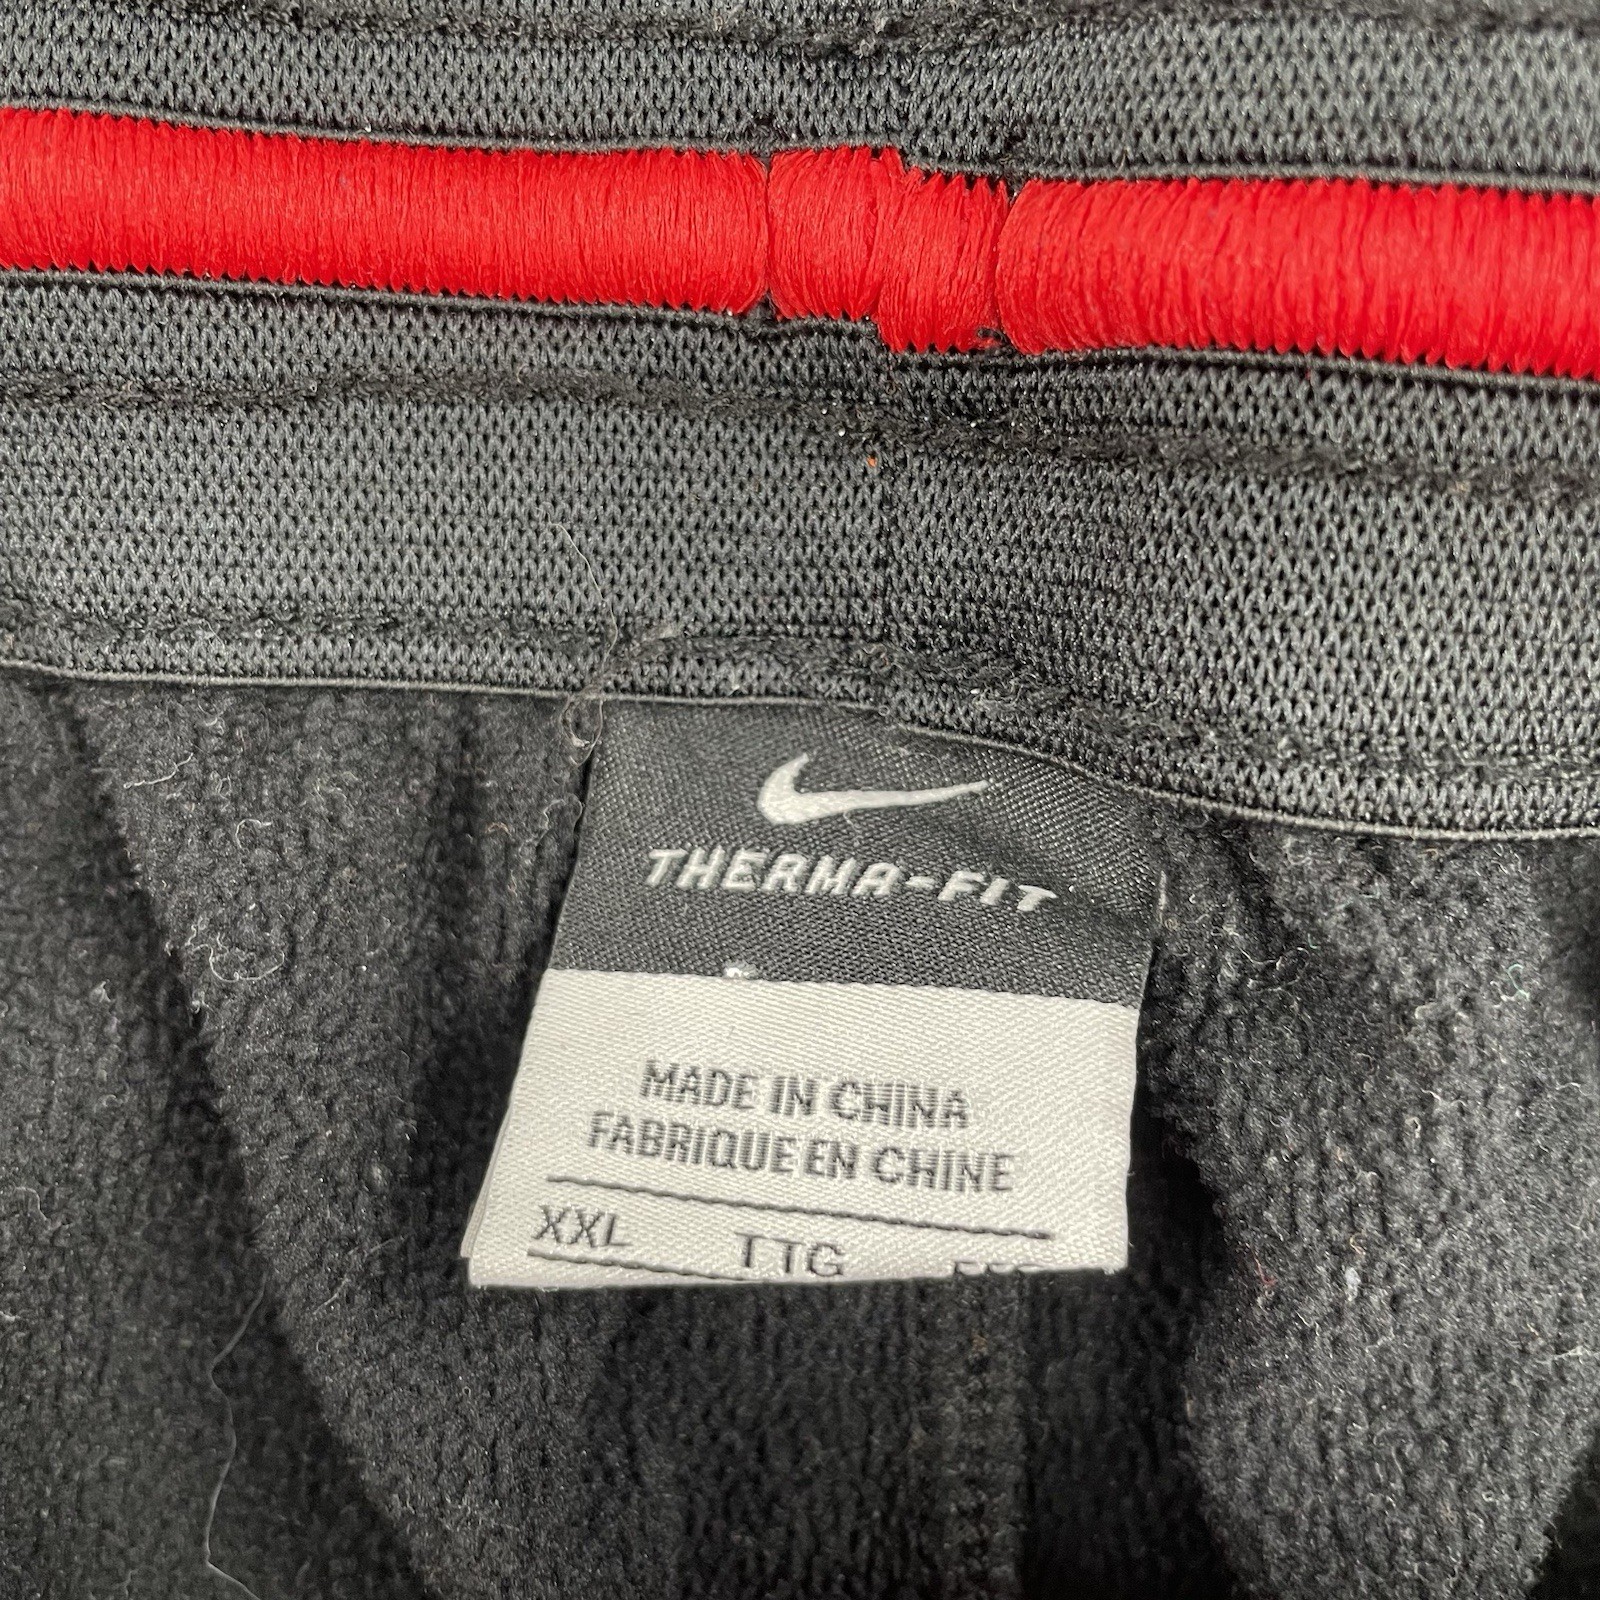 THERMA-FIT
MADE IN CHINA
FABRIQUE EN CHINE
XXL TTG